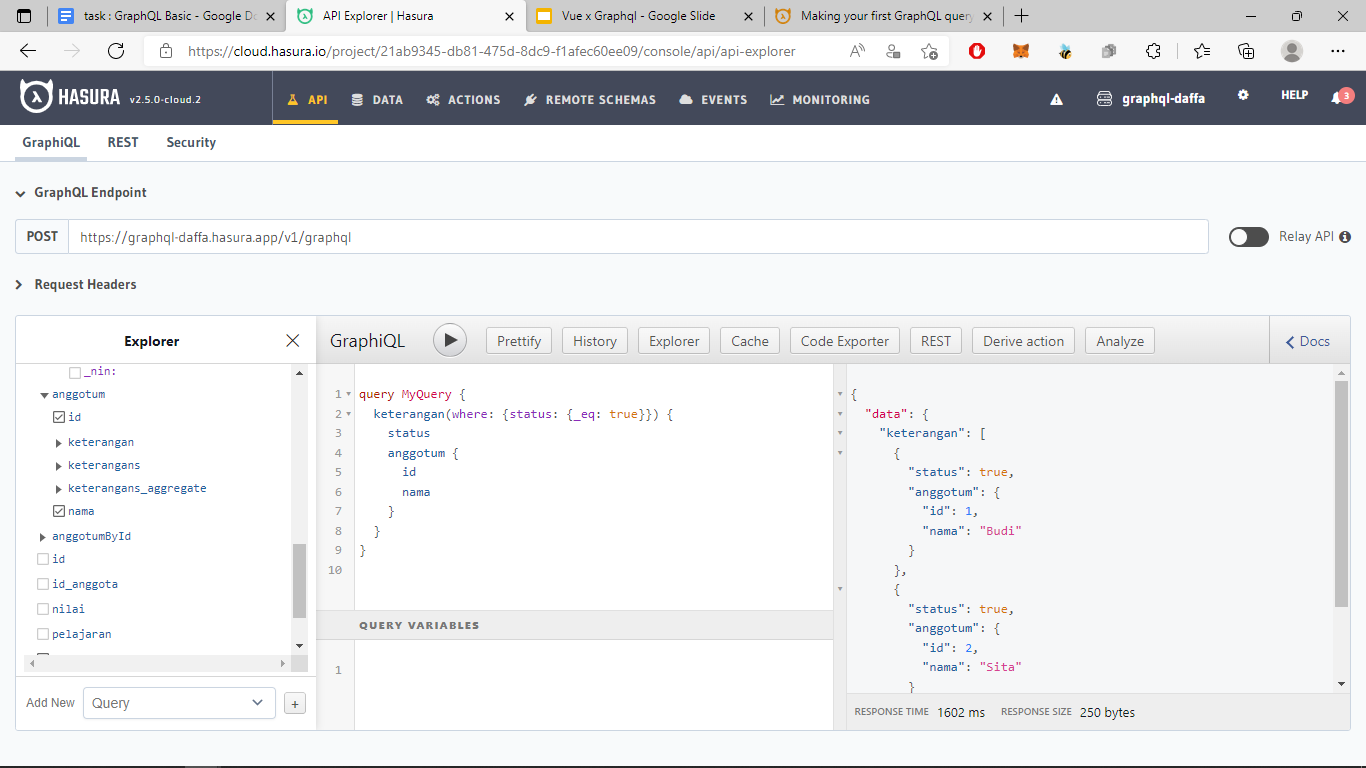 task : GraphQL Basic - Google Do
API Explorer | Hasura
Vue x Graphql - Google Slide
Making your first GraphQL query
https://cloud.hasura.io/project/21ab9345-db81-475d-8dc9-f1afec60ee09/console/api/api-explorer
HASURA v2.5.0-cloud.2
API
DATA
ACTIONS
REMOTE SCHEMAS
EVENTS
MONITORING
graphql-daffa
HELP
3
GraphiQL
REST
Security
GraphQL Endpoint
POST
https://graphql-daffa.hasura.app/v1/graphql
Relay API
Request Headers
Explorer
GraphiQL
Prettify
History
Explorer
Cache
Code Exporter
REST
Derive action
Analyze
Docs
_nin:
anggotum
id
keterangan
keterangans
keterangans_aggregate
nama
anggotumById
id
id_anggota
nilai
pelajaran
Add New
Query
+
1 query MyQuery {
2 keterangan(where: {status: {_eq: true}}) {
3 status
4 anggotum {
5 id
6 nama
7 }
8 }
9 }
10
QUERY VARIABLES
1
{
"data": {
"keterangan": [
{
"status": true,
"anggotum": {
"id": 1,
"nama": "Budi"
}
},
{
"status": true,
"anggotum": {
"id": 2,
"nama": "Sita"
}
RESPONSE TIME 1602 ms RESPONSE SIZE 250 bytes